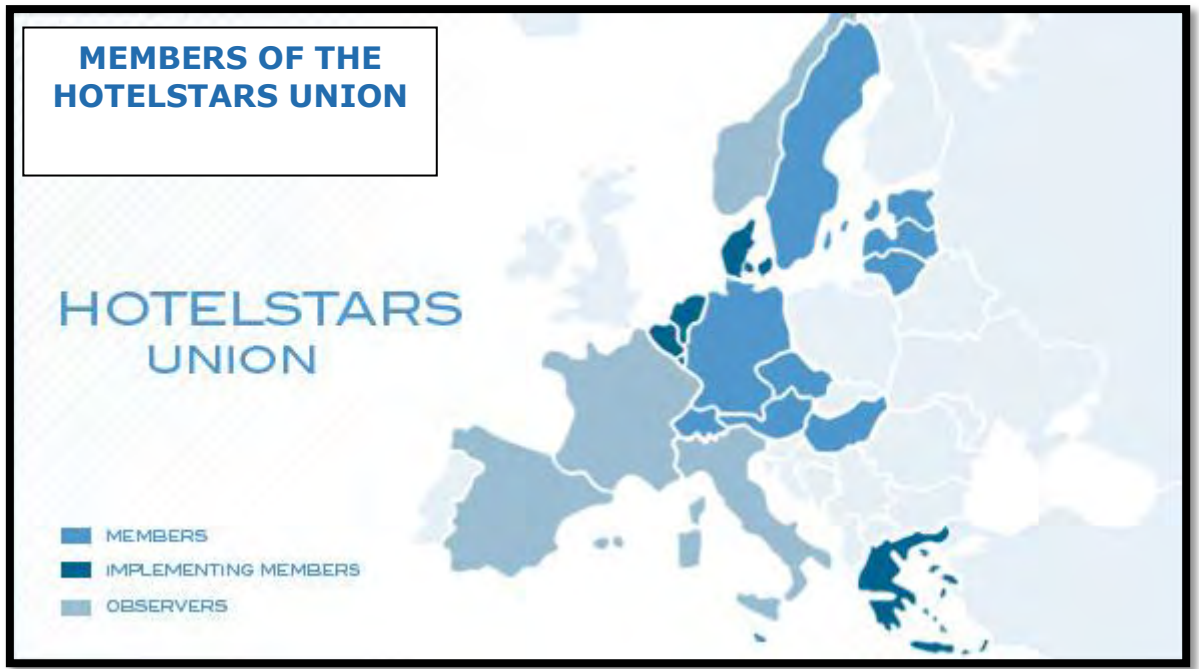 MEMBERS OF THE
HOTELSTARS UNION
HOTELSTARS
UNION
MEMBERS
IMPLEMENTING MEMBERS
OBSERVERS